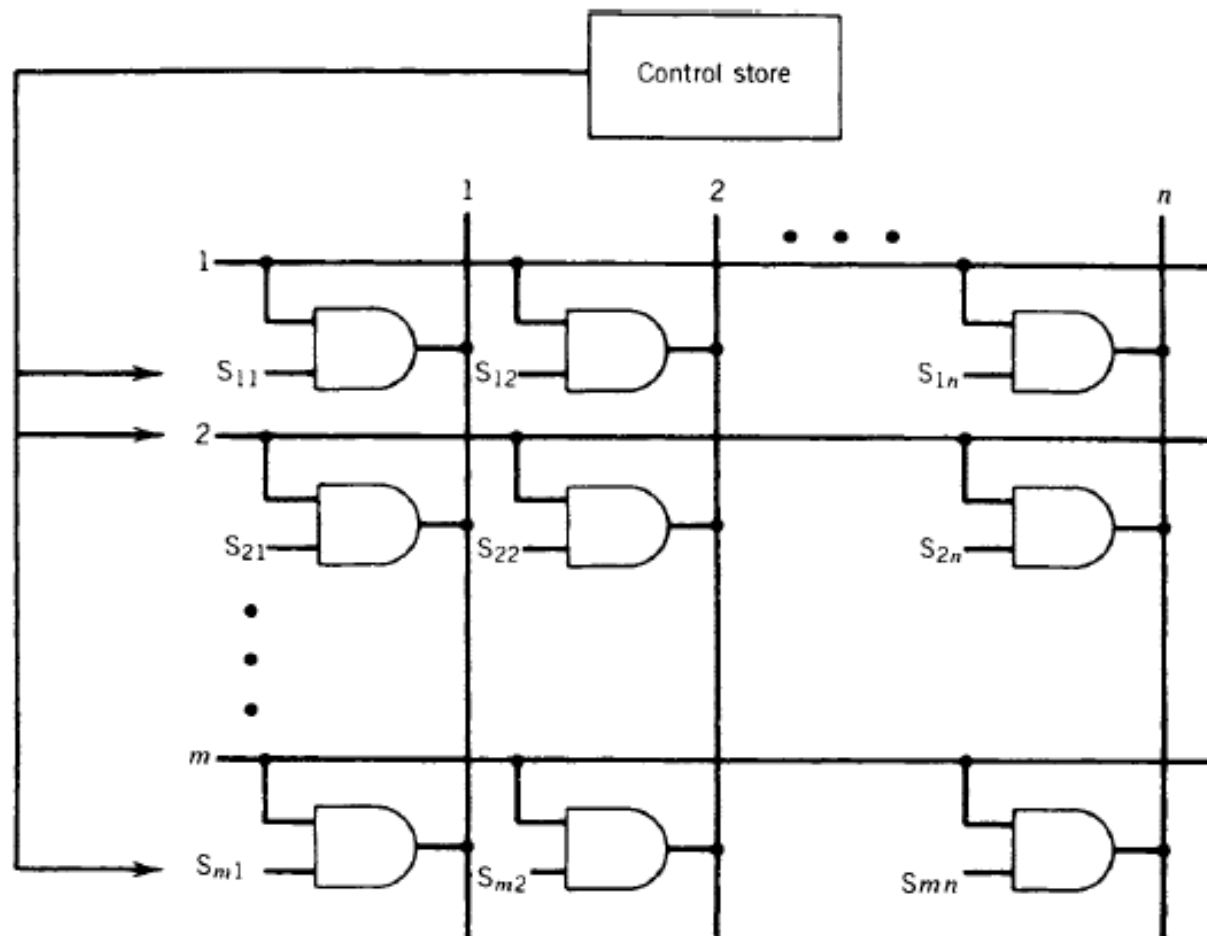 Control store
1 2 n
1
S11 S12 S1n
2
S21 S22 S2n
m
Sm1 Sm2 Smn